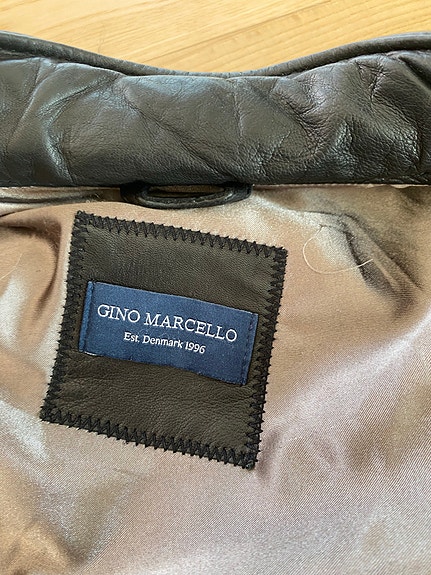 GINO MARCELLO
Est. Denmark 1996